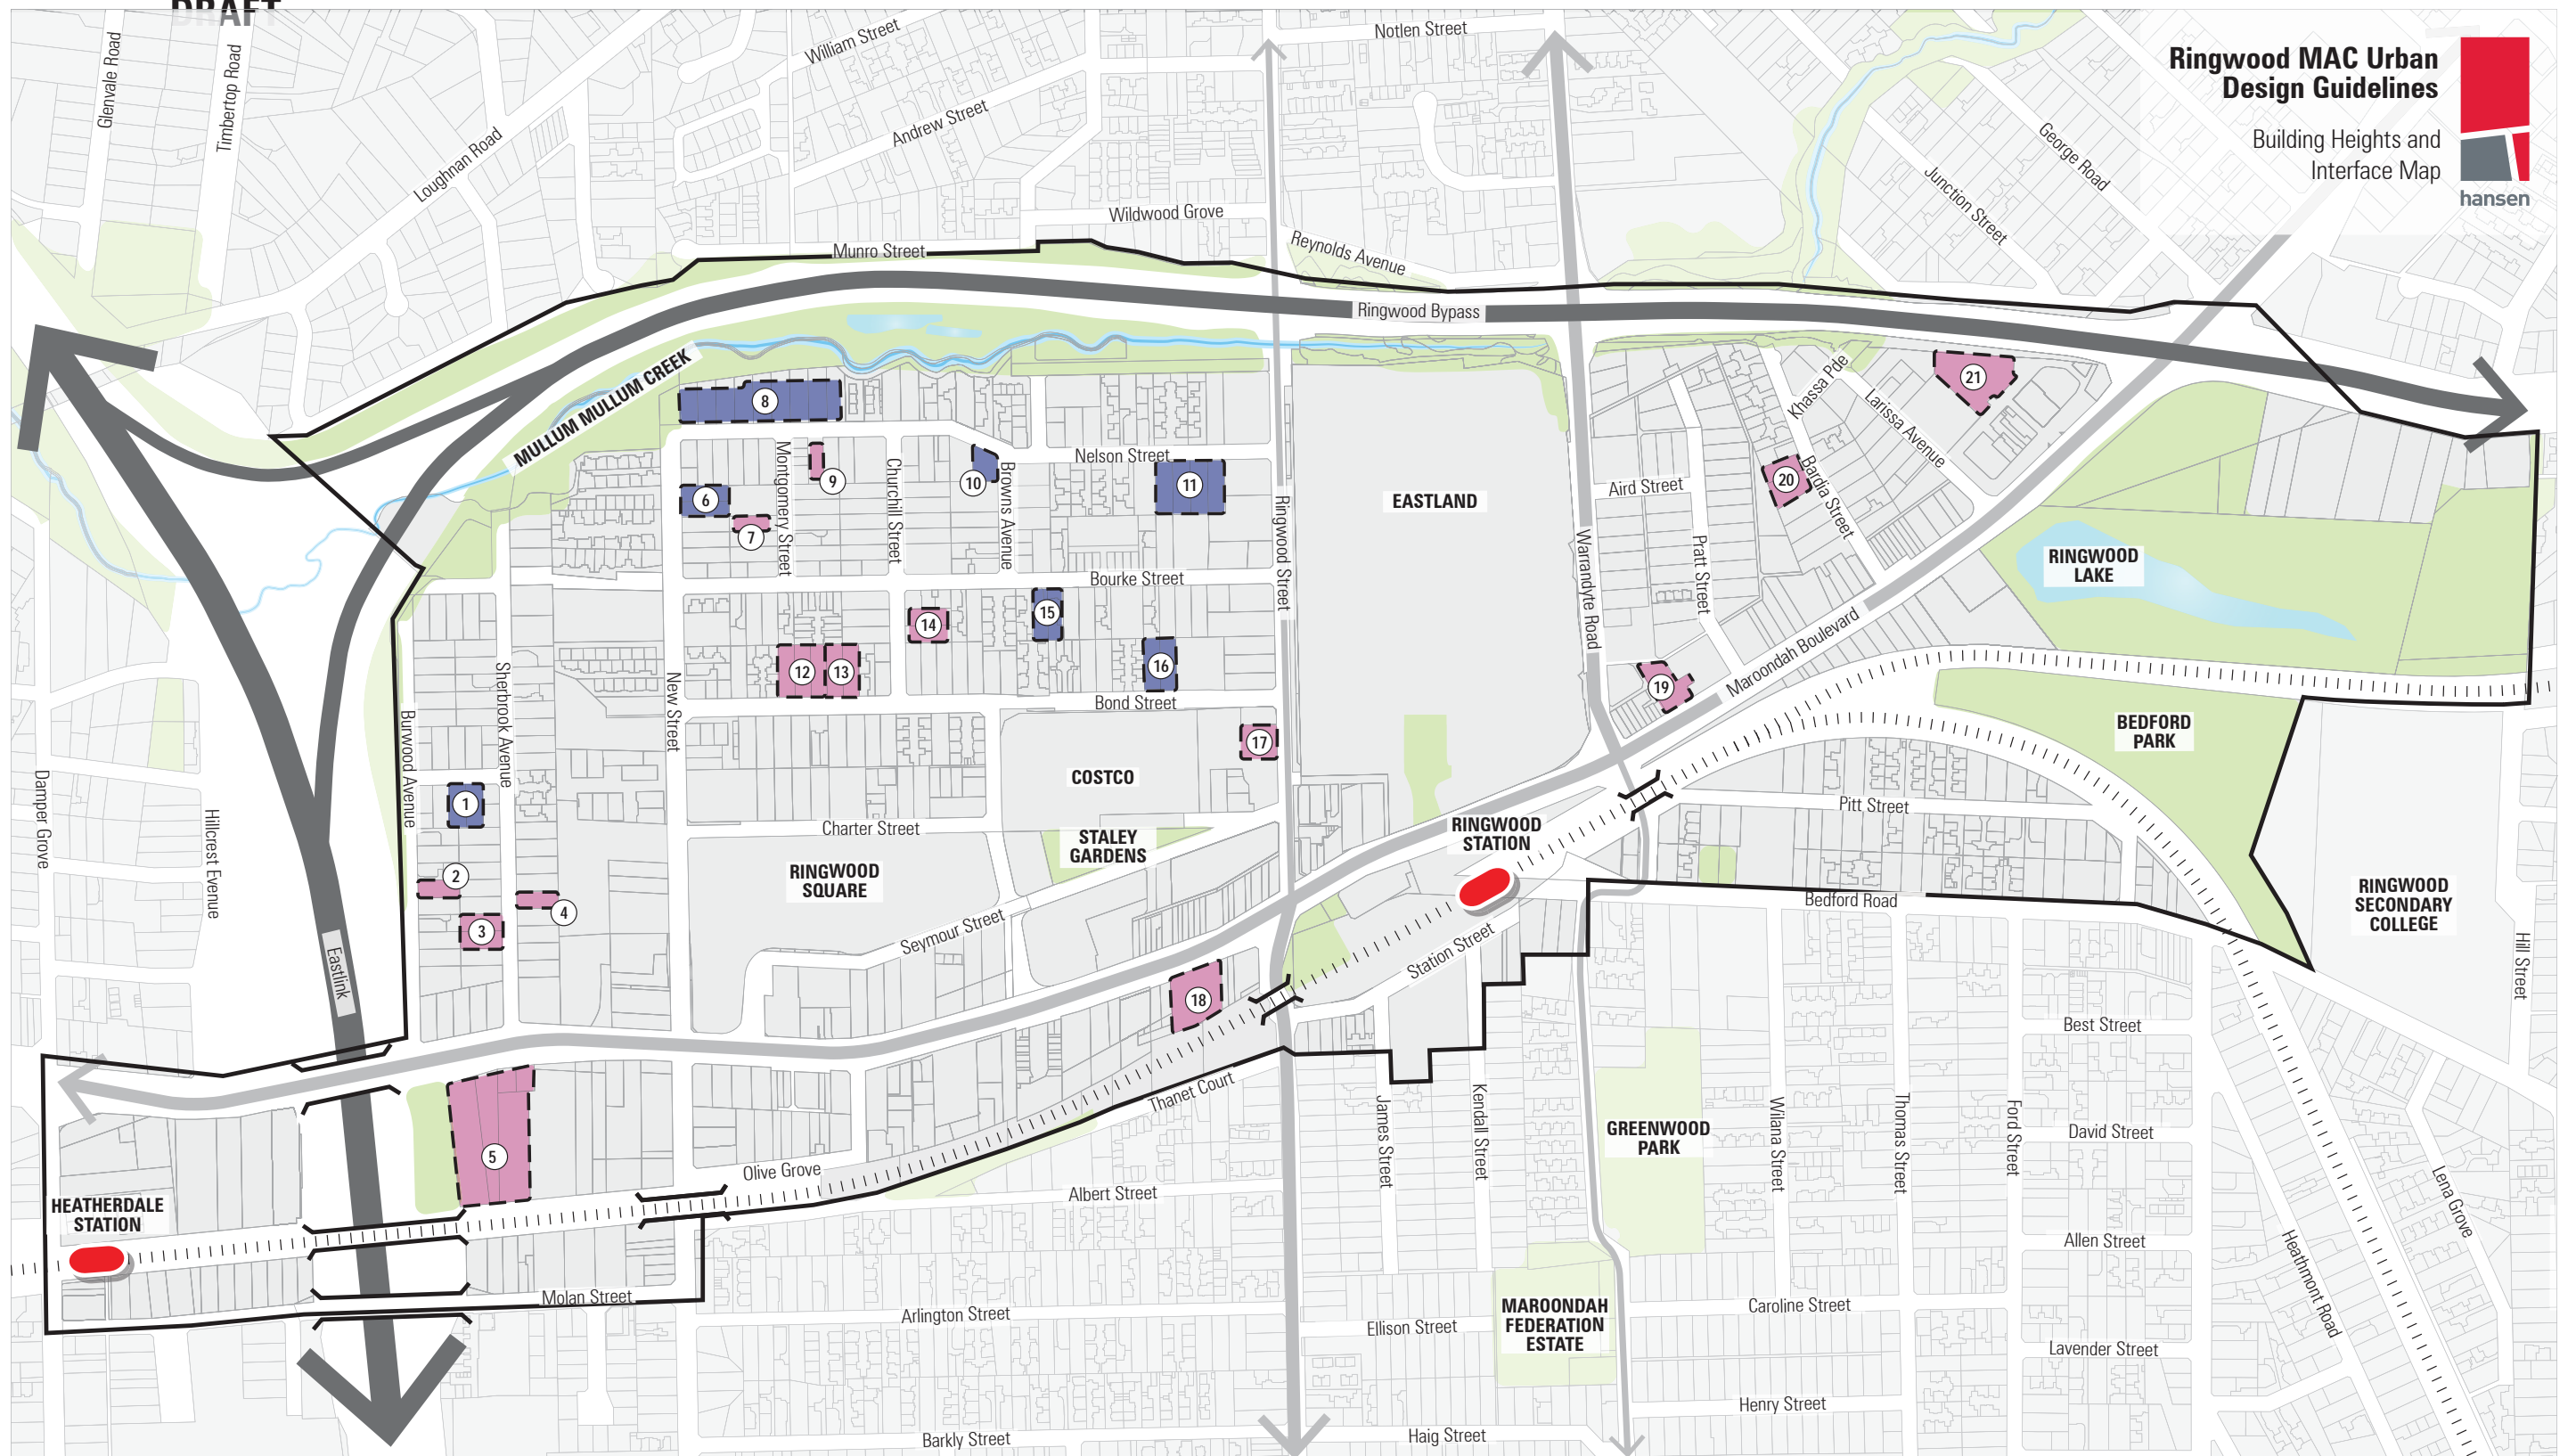 DRAFT
Ringwood MAC Urban
Design Guidelines
Building Heights and
Interface Map
hansen
Glenvale Road
Timbertop Road
Loughnan Road
William Street
Andrew Street
Notlen Street
Wildwood Grove
Munro Street
Reynolds Avenue
Ringwood Bypass
Junction Street
George Road
MULLUM MULLUM CREEK
8
21
Khassa Pde
Larissa Avenue
Montgomery Street
9
Churchill Street
10
Browns Avenue
Nelson Street
11
6
7
Ringwood Street
EASTLAND
Aird Street
20
Bardia Street
Warrandyte Road
Pratt Street
RINGWOOD
LAKE
Bourke Street
14
15
16
12
13
Bond Street
19
Maroondah Boulevard
Sherbrook Avenue
New Street
Burwood Avenue
17
BEDFORD
PARK
COSTCO
Damper Grove
Hillcrest Evenue
1
Charter Street
STALEY
GARDENS
RINGWOOD
STATION
Pitt Street
RINGWOOD
SQUARE
2
3
4
Bedford Road
RINGWOOD
SECONDARY
COLLEGE
Hill Street
Seymour Street
Station Street
Eastlink
18
Best Street
Thanet Court
James Street
Kendall Street
GREENWOOD
PARK
Wilana Street
Thomas Street
Ford Street
David Street
5
Olive Grove
Albert Street
HEATHERDALE
STATION
Lena Grove
Allen Street
Heathmont Road
Molan Street
Arlington Street
Ellison Street
MAROONDAH
FEDERATION
ESTATE
Caroline Street
Lavender Street
Henry Street
Barkly Street
Haig Street